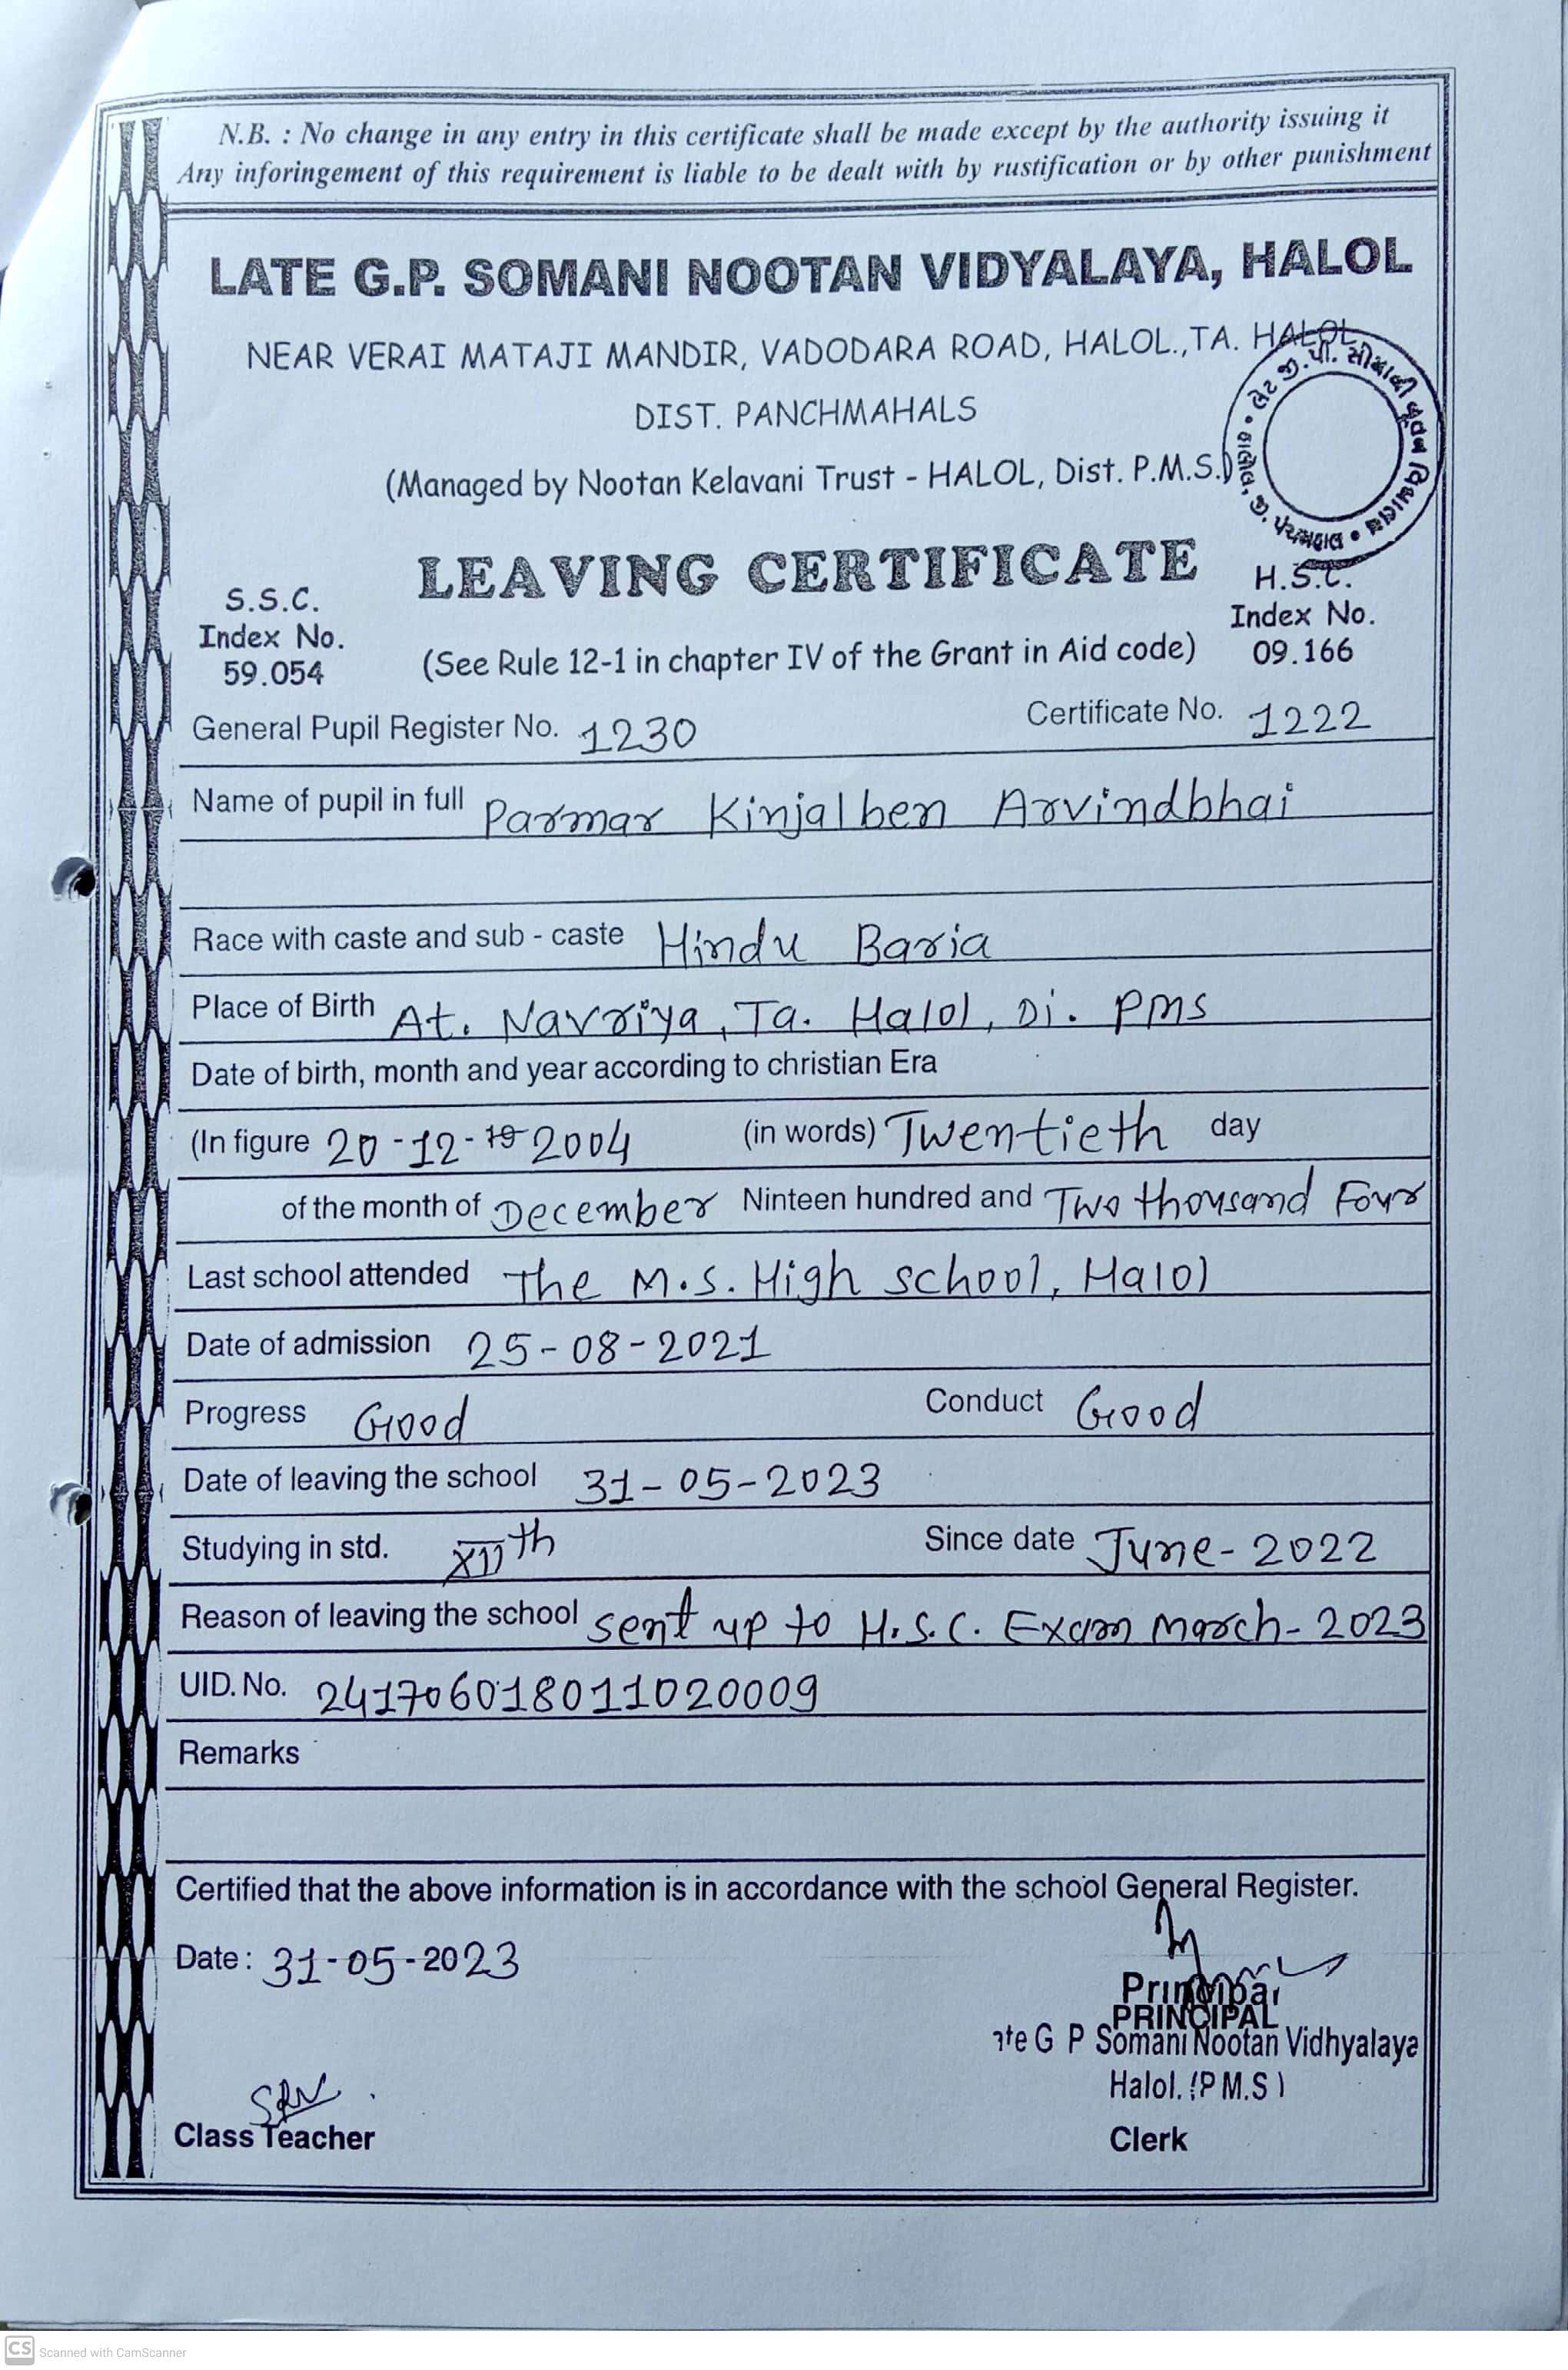 N.B. : No change in any entry in this certificate shall be made except by the authority issuing it
Any inforingement of this requirement is liable to be dealt with by rustification or by other punishment
LATE G.P. SOMANI NOOTAN VIDYALAYA, HALOL
NEAR VERAI MATAJI MANDIR, VADODARA ROAD, HALOL.,TA. HALOL
DIST. PANCHMAHALS
(Managed by Nootan Kelavani Trust - HALOL, Dist. P.M.S.)
લેટ જી.પી. સોમાની નૂતન વિદ્યાલય • હાલોલ, જી. પંચમહાલ •
LEAVING CERTIFICATE
S.S.C. H.S.C.
Index No. Index No.
59.054 (See Rule 12-1 in chapter IV of the Grant in Aid code) 09.166
General Pupil Register No. 1230 Certificate No. 1222
Name of pupil in full Parmar Kinjalben Arvindbhai
Race with caste and sub - caste Hindu Baria
Place of Birth At. Navriya, Ta. Halol, Di. PMS
Date of birth, month and year according to christian Era
(In figure 20-12-19 2004 (in words) Twentieth day
of the month of December Ninteen hundred and Two thousand Four
Last school attended The M.S. High school, Halol
Date of admission 25-08-2021
Progress Good Conduct Good
Date of leaving the school 31-05-2023
Studying in std. XIIth Since date June-2022
Reason of leaving the school sent up to H.S.C. Exam March-2023
UID. No. 241706018011020009
Remarks
Certified that the above information is in accordance with the school General Register.
Date : 31-05-2023
Principal
PRINCIPAL
ate G P Somani Nootan Vidhyalaya
Halol. (P M.S )
Class Teacher Clerk
CS Scanned with CamScanner